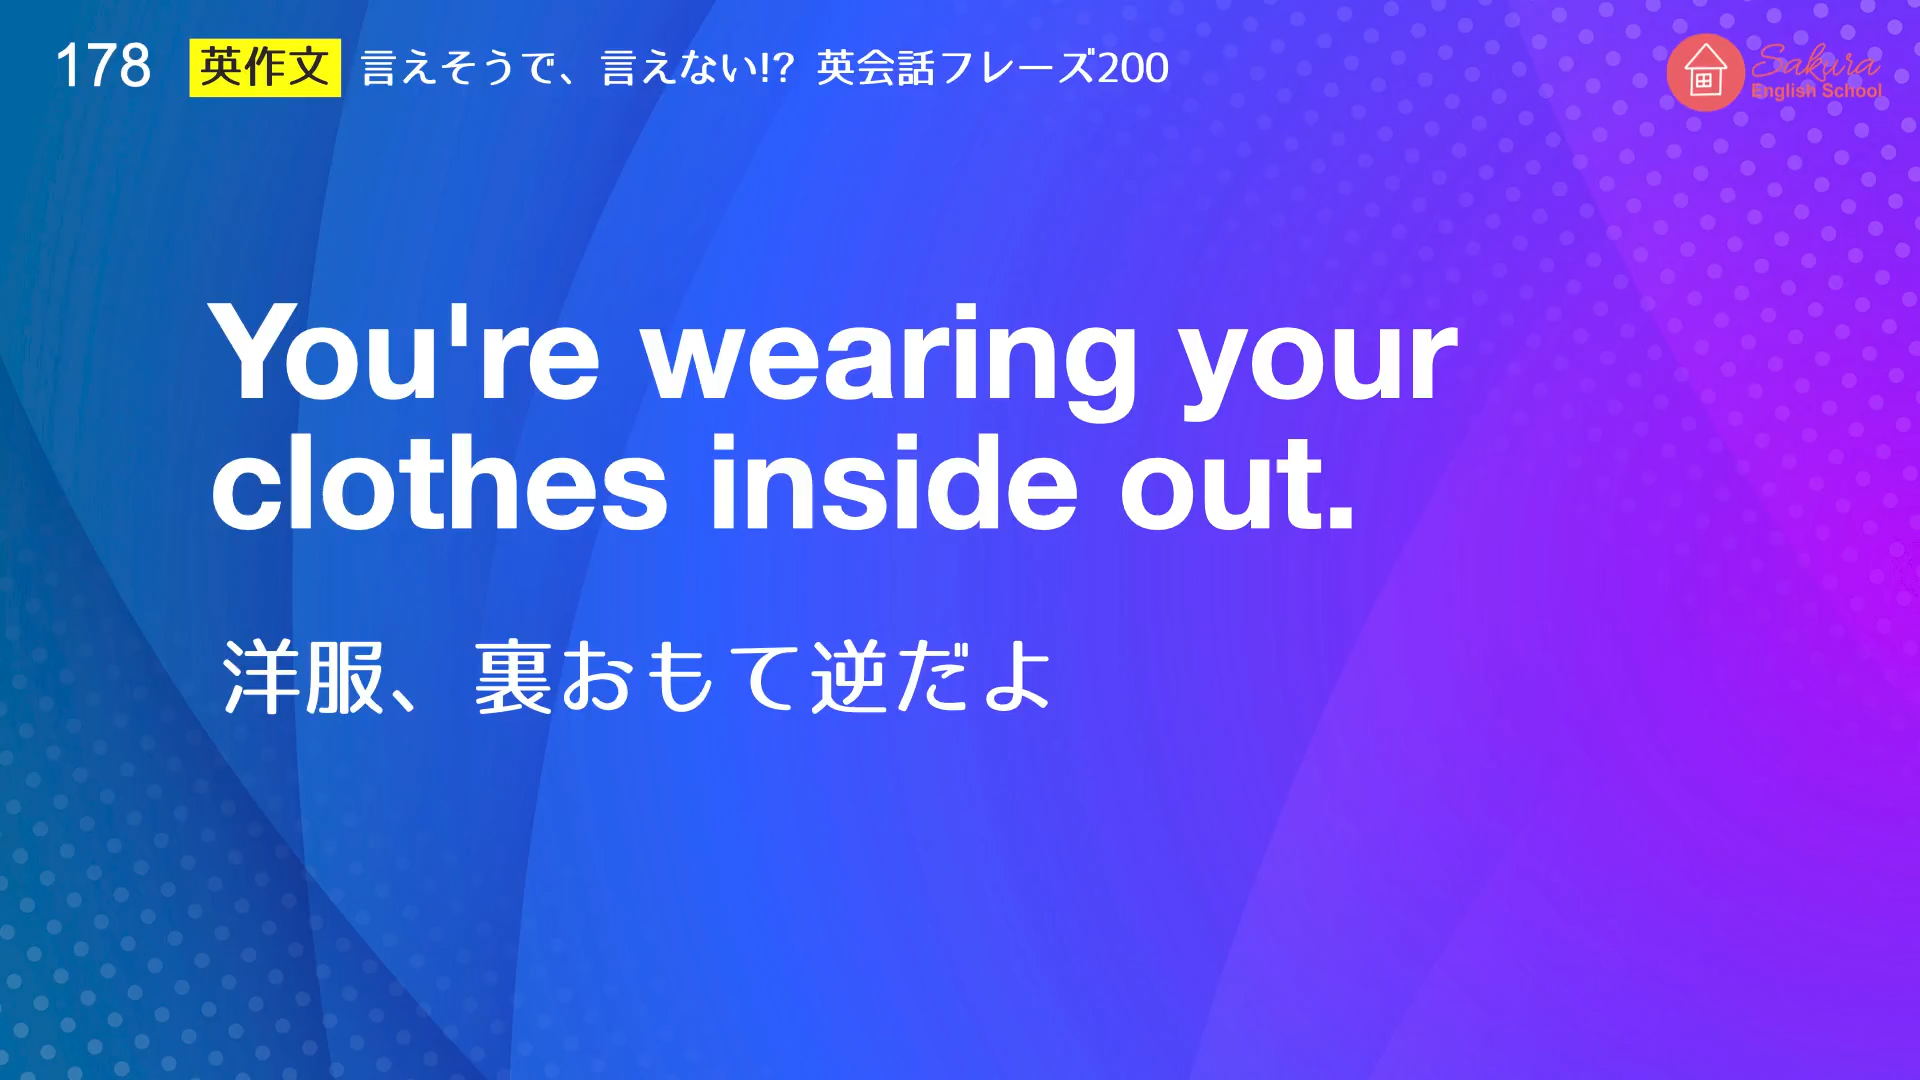 178 英作文 言えそうで、言えない!? 英会話フレーズ200
Sakura
English School
You're wearing your
clothes inside out.
洋服、裏おもて逆だよ